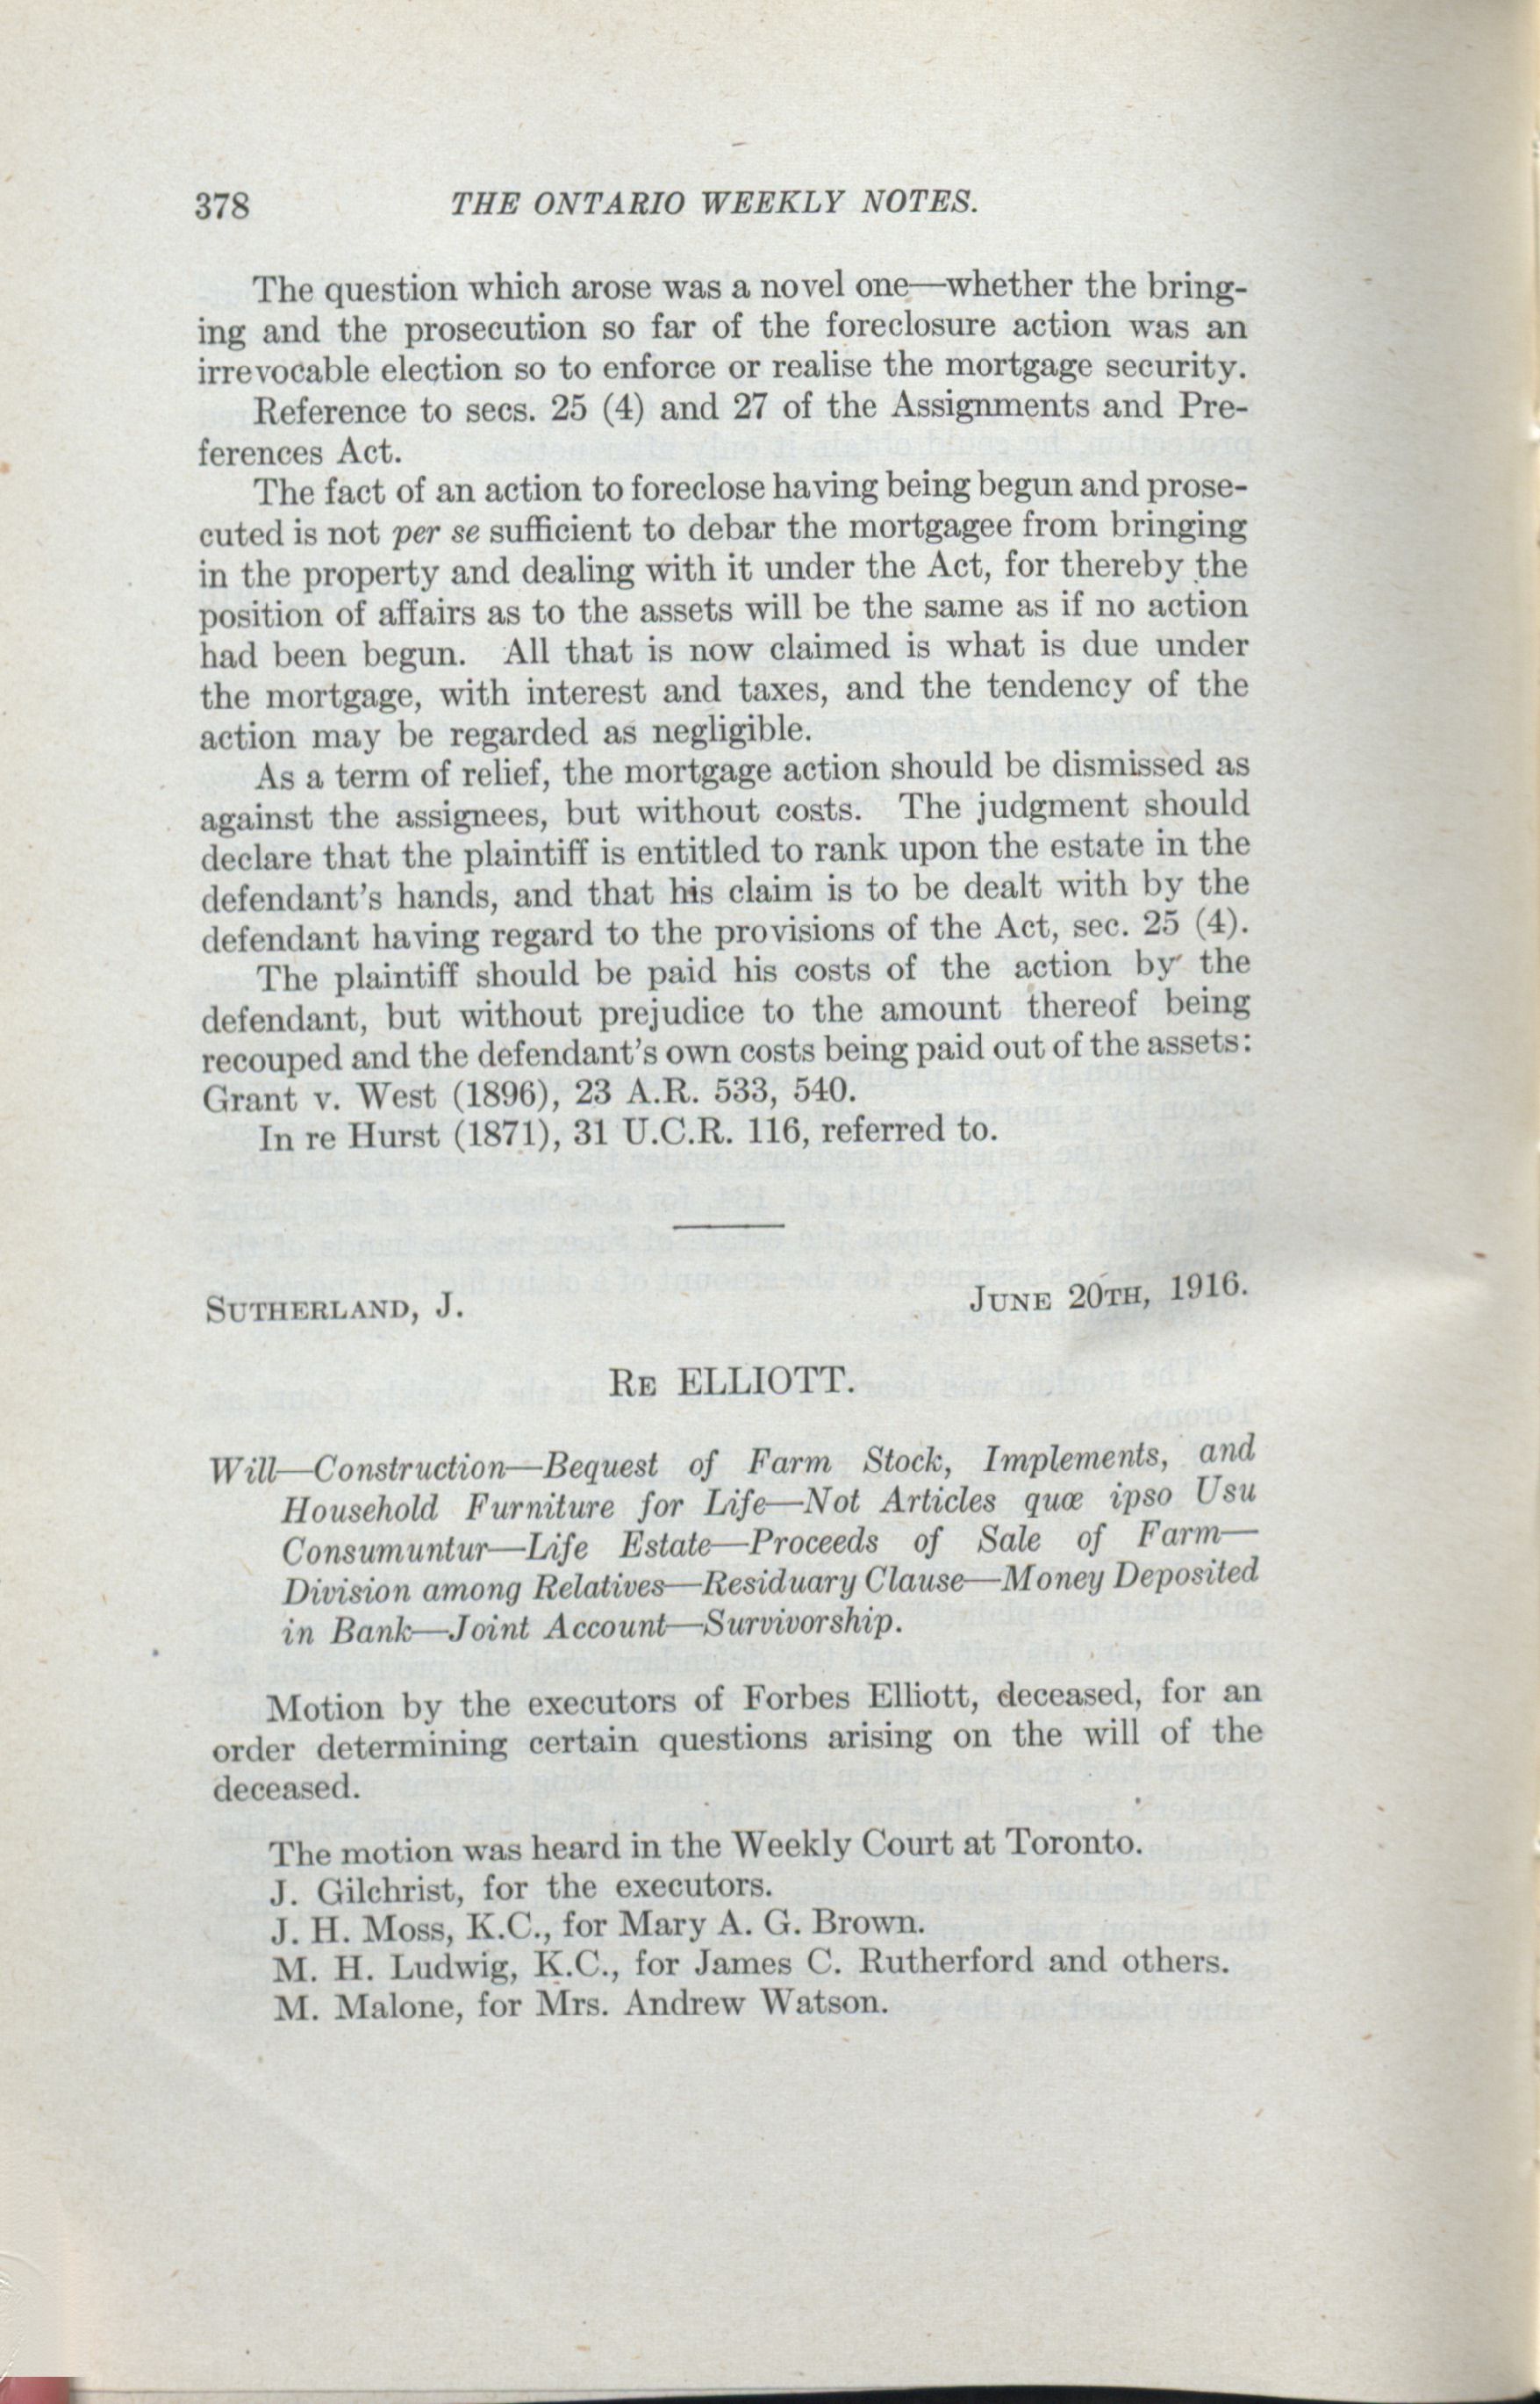 378 THE ONTARIO WEEKLY NOTES.
The question which arose was a novel one—whether the bring-
ing and the prosecution so far of the foreclosure action was an
irrevocable election so to enforce or realise the mortgage security.
Reference to secs. 25 (4) and 27 of the Assignments and Pre-
ferences Act.
The fact of an action to foreclose having being begun and prose-
cuted is not per se sufficient to debar the mortgagee from bringing
in the property and dealing with it under the Act, for thereby the
position of affairs as to the assets will be the same as if no action
had been begun. All that is now claimed is what is due under
the mortgage, with interest and taxes, and the tendency of the
action may be regarded as negligible.
As a term of relief, the mortgage action should be dismissed as
against the assignees, but without costs. The judgment should
declare that the plaintiff is entitled to rank upon the estate in the
defendant's hands, and that his claim is to be dealt with by the
defendant having regard to the provisions of the Act, sec. 25 (4).
The plaintiff should be paid his costs of the action by the
defendant, but without prejudice to the amount thereof being
recouped and the defendant's own costs being paid out of the assets:
Grant v. West (1896), 23 A.R. 533, 540.
In re Hurst (1871), 31 U.C.R. 116, referred to.
SUTHERLAND, J. JUNE 20TH, 1916.
RE ELLIOTT.
Will—Construction—Bequest of Farm Stock, Implements, and
Household Furniture for Life—Not Articles quæ ipso Usu
Consumuntur—Life Estate—Proceeds of Sale of Farm—
Division among Relatives—Residuary Clause—Money Deposited
in Bank—Joint Account—Survivorship.
Motion by the executors of Forbes Elliott, deceased, for an
order determining certain questions arising on the will of the
deceased.
The motion was heard in the Weekly Court at Toronto.
J. Gilchrist, for the executors.
J. H. Moss, K.C., for Mary A. G. Brown.
M. H. Ludwig, K.C., for James C. Rutherford and others.
M. Malone, for Mrs. Andrew Watson.